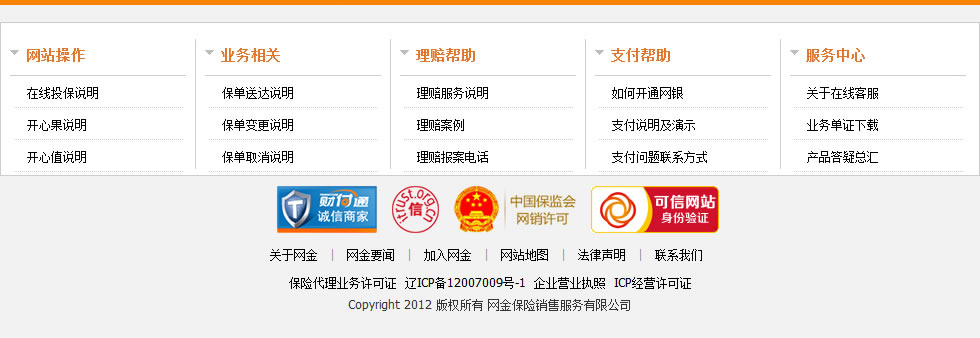 网站操作 业务相关 理赔帮助 支付帮助 服务中心
在线投保说明 保单送达说明 理赔服务说明 如何开通网银 关于在线客服
开心果说明 保单变更说明 理赔案例 支付说明及演示 业务单证下载
开心值说明 保单取消说明 理赔报案电话 支付问题联系方式 产品答疑总汇
财付通 诚信商家 itrust.org.cn 信 中国保监会 网销许可 可信网站 身份验证
关于网金 | 网金要闻 | 加入网金 | 网站地图 | 法律声明 | 联系我们
保险代理业务许可证 辽ICP备12007009号-1 企业营业执照 ICP经营许可证
Copyright 2012 版权所有 网金保险销售服务有限公司